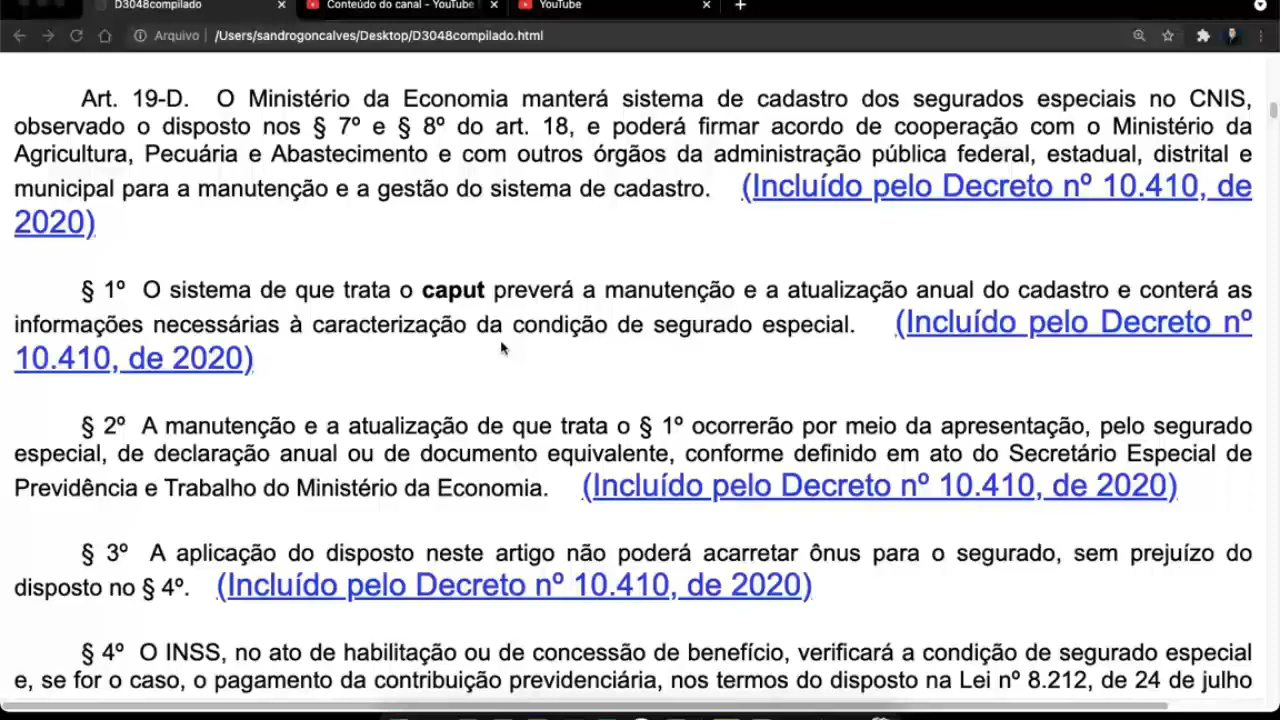 D3048compilado
Conteúdo do canal - YouTube
YouTube
Arquivo | /Users/sandrogoncalves/Desktop/D3048compilado.html
Art. 19-D. O Ministério da Economia manterá sistema de cadastro dos segurados especiais no CNIS,
observado o disposto nos § 7º e § 8º do art. 18, e poderá firmar acordo de cooperação com o Ministério da
Agricultura, Pecuária e Abastecimento e com outros órgãos da administração pública federal, estadual, distrital e
municipal para a manutenção e a gestão do sistema de cadastro. (Incluído pelo Decreto nº 10.410, de
2020)
§ 1º O sistema de que trata o caput preverá a manutenção e a atualização anual do cadastro e conterá as
informações necessárias à caracterização da condição de segurado especial. (Incluído pelo Decreto nº
10.410, de 2020)
§ 2º A manutenção e a atualização de que trata o § 1º ocorrerão por meio da apresentação, pelo segurado
especial, de declaração anual ou de documento equivalente, conforme definido em ato do Secretário Especial de
Previdência e Trabalho do Ministério da Economia. (Incluído pelo Decreto nº 10.410, de 2020)
§ 3º A aplicação do disposto neste artigo não poderá acarretar ônus para o segurado, sem prejuízo do
disposto no § 4º. (Incluído pelo Decreto nº 10.410, de 2020)
§ 4º O INSS, no ato de habilitação ou de concessão de benefício, verificará a condição de segurado especial
e, se for o caso, o pagamento da contribuição previdenciária, nos termos do disposto na Lei nº 8.212, de 24 de julho